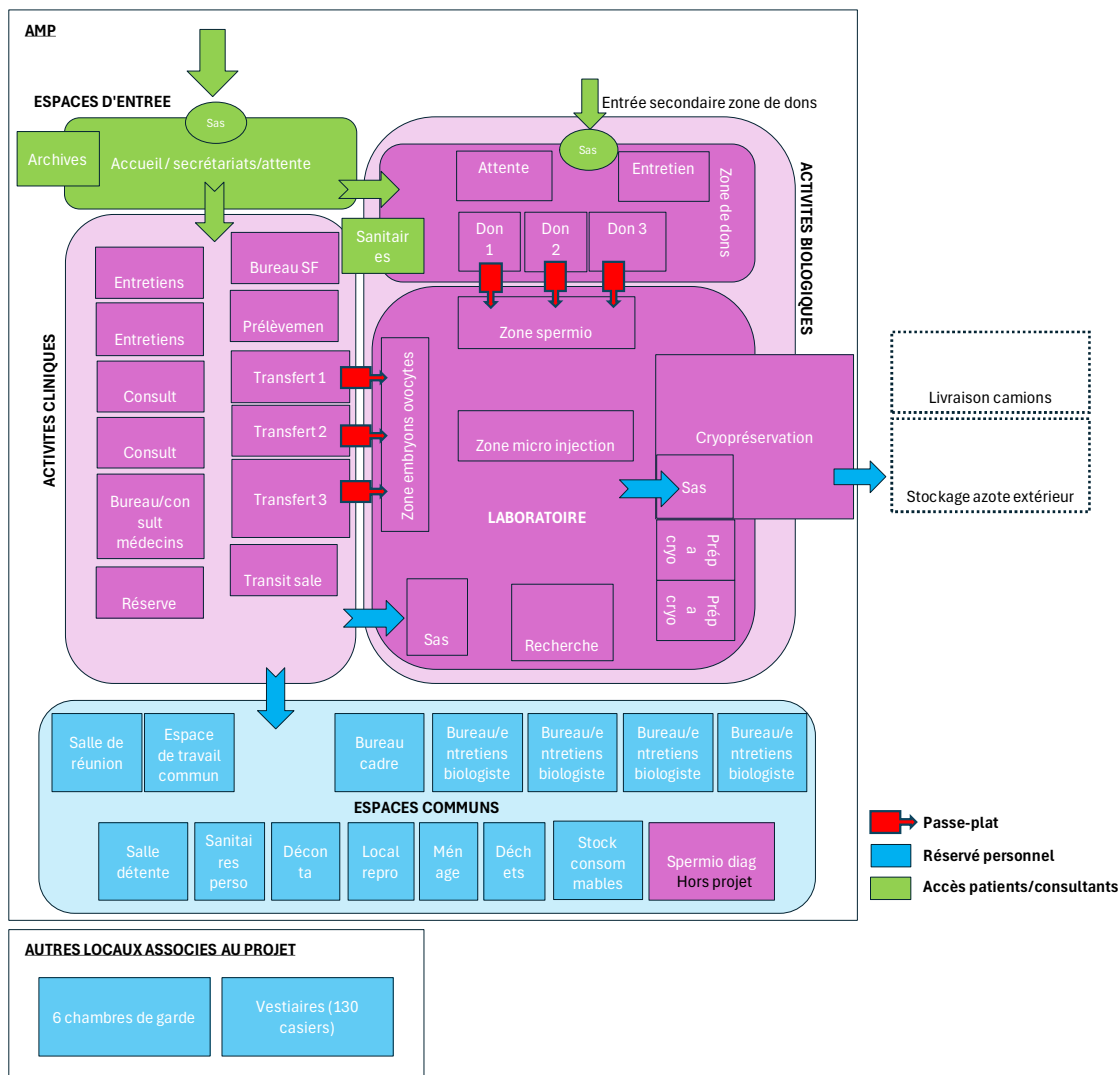 AMP
ESPACES D'ENTREE
Sas
Archives
Accueil / secrétariats/attente
Entrée secondaire zone de dons
Sas
Attente
Entretien
Zone de dons
ACTIVITES BIOLOGIQUES
Sanitair
es
Don
1
Don
2
Don 3
ACTIVITES CLINIQUES
Entretiens
Entretiens
Consult
Consult
Bureau/con
sult
médecins
Réserve
Bureau SF
Prélèvemen
Transfert 1
Transfert 2
Transfert 3
Transit sale
Zone embryons ovocytes
Zone spermio
Zone micro injection
LABORATOIRE
Cryopréservation
Sas
Prép
a
cryo
Prép
a
cryo
Sas
Recherche
Livraison camions
Stockage azote extérieur
Salle de
réunion
Espace
de travail
commun
Bureau
cadre
Bureau/e
ntretiens
biologiste
Bureau/e
ntretiens
biologiste
Bureau/e
ntretiens
biologiste
Bureau/e
ntretiens
biologiste
ESPACES COMMUNS
Salle
détente
Sanitai
res
perso
Déco
nta
Local
repro
Mén
age
Déch
ets
Stock
consom
mables
Spermio diag
Hors projet
Passe-plat
Réservé personnel
Accès patients/consultants
AUTRES LOCAUX ASSOCIES AU PROJET
6 chambres de garde
Vestiaires (130
casiers)